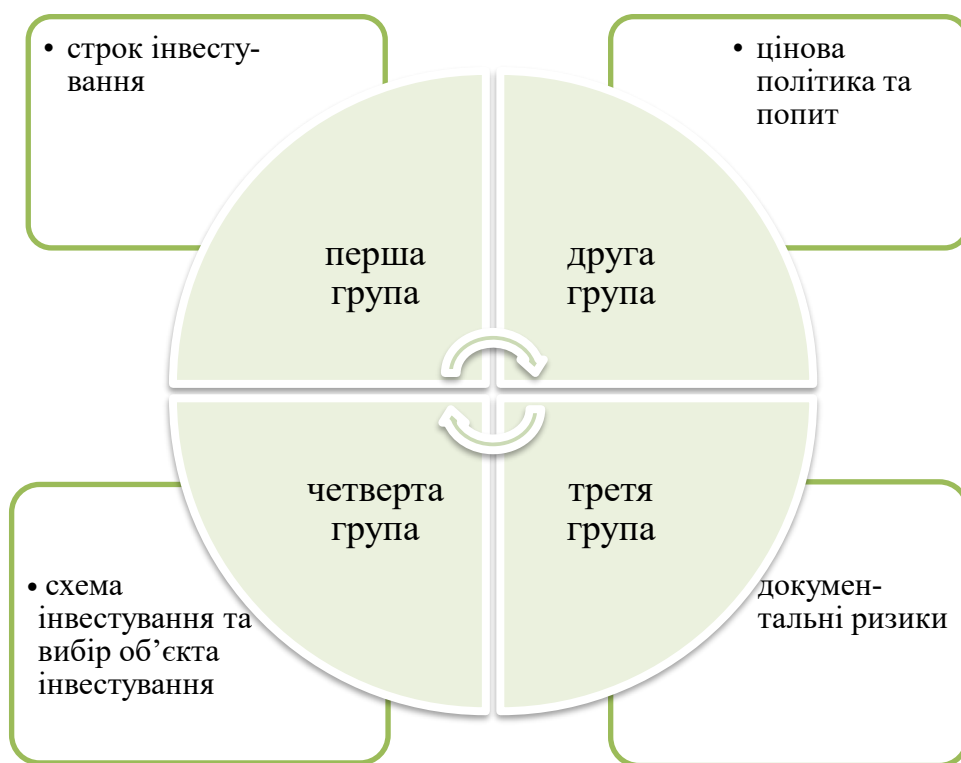 • строк інвесту-
вання
• цінова
політика та
попит
перша
група
друга
група
четверта
група
третя
група
• схема
інвестування та
вибір об’єкта
інвестування
докумен-
тальні ризики